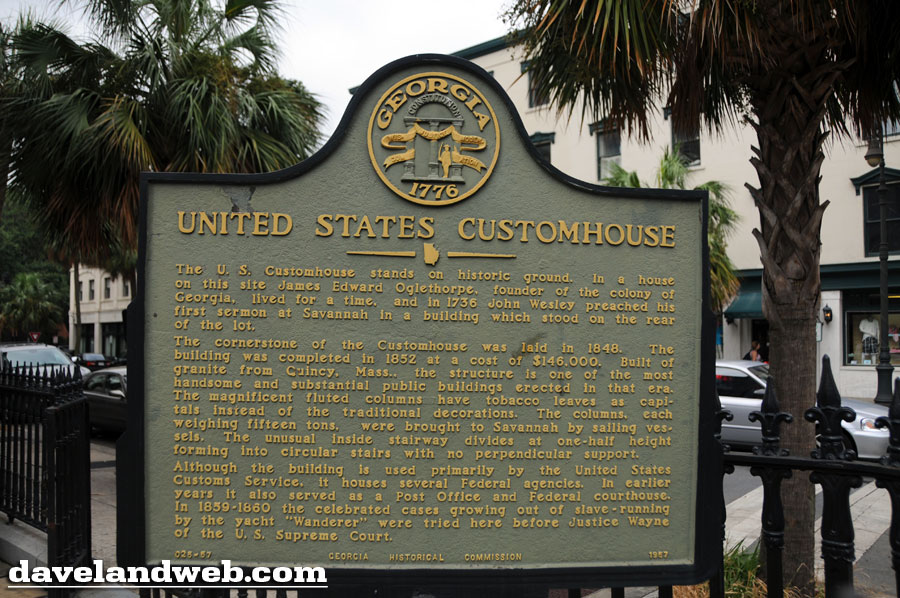 GEORGIA
CONSTITUTION
1776
UNITED STATES CUSTOMHOUSE
The U. S. Customhouse stands on historic ground. In a house
on this site James Edward Oglethorpe, founder of the colony of
Georgia, lived for a time, and in 1736 John Wesley preached his
first sermon at Savannah in a building which stood on the rear
of the lot.
The cornerstone of the Customhouse was laid in 1848. The
building was completed in 1852 at a cost of $146,000. Built of
granite from Quincy, Mass., the structure is one of the most
handsome and substantial public buildings erected in that era.
The magnificent fluted columns have tobacco leaves as capi-
tals instead of the traditional decorations. The columns, each
weighing fifteen tons, were brought to Savannah by sailing ves-
sels. The unusual inside stairway divides at one-half height
forming into circular stairs with no perpendicular support.
Although the building is used primarily by the United States
Customs Service, it houses several Federal agencies. In earlier
years it also served as a Post Office and Federal courthouse.
In 1859-1860 the celebrated cases growing out of slave-running
by the yacht "Wanderer" were tried here before Justice Wayne
of the U. S. Supreme Court.
025-57 GEORGIA HISTORICAL COMMISSION 1957
davelandweb.com